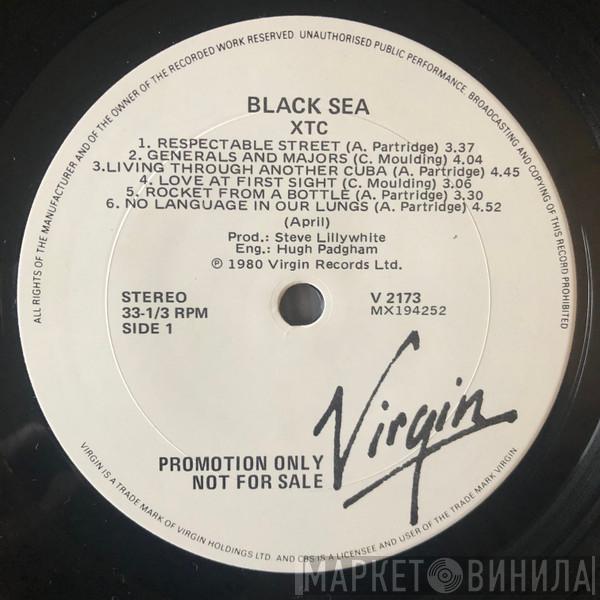 ALL RIGHTS OF THE MANUFACTURER AND OF THE OWNER OF THE RECORDED WORK RESERVED UNAUTHORISED PUBLIC PERFORMANCE, BROADCASTING AND COPYING OF THIS RECORD PROHIBITED
BLACK SEA
XTC
1. RESPECTABLE STREET (A. Partridge) 3.37
2. GENERALS AND MAJORS (C. Moulding) 4.04
3.LIVING THROUGH ANOTHER CUBA (A. Partridge) 4.45
4. LOVE AT FIRST SIGHT (C. Moulding) 3.06
5. ROCKET FROM A BOTTLE (A. Partridge) 3.30
6. NO LANGUAGE IN OUR LUNGS (A. Partridge) 4.52
(April)
Prod.: Steve Lillywhite
Eng.: Hugh Padgham
℗ 1980 Virgin Records Ltd.
STEREO
33-1/3 RPM
SIDE 1
V 2173
MX194252
Virgin
PROMOTION ONLY
NOT FOR SALE
VIRGIN IS A TRADE MARK OF VIRGIN HOLDINGS LTD. AND CBS IS A LICENSEE AND USER OF THE TRADE MARK VIRGIN
МАРКЕТ ВИНИЛА